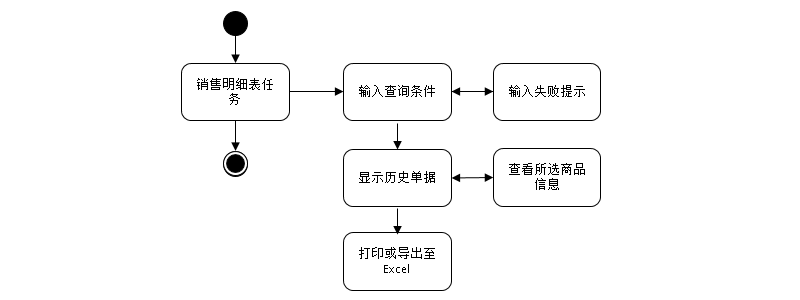 销售明细表任
务
输入查询条件
输入失败提示
显示历史单据
查看所选商品
信息
打印或导出至
Excel